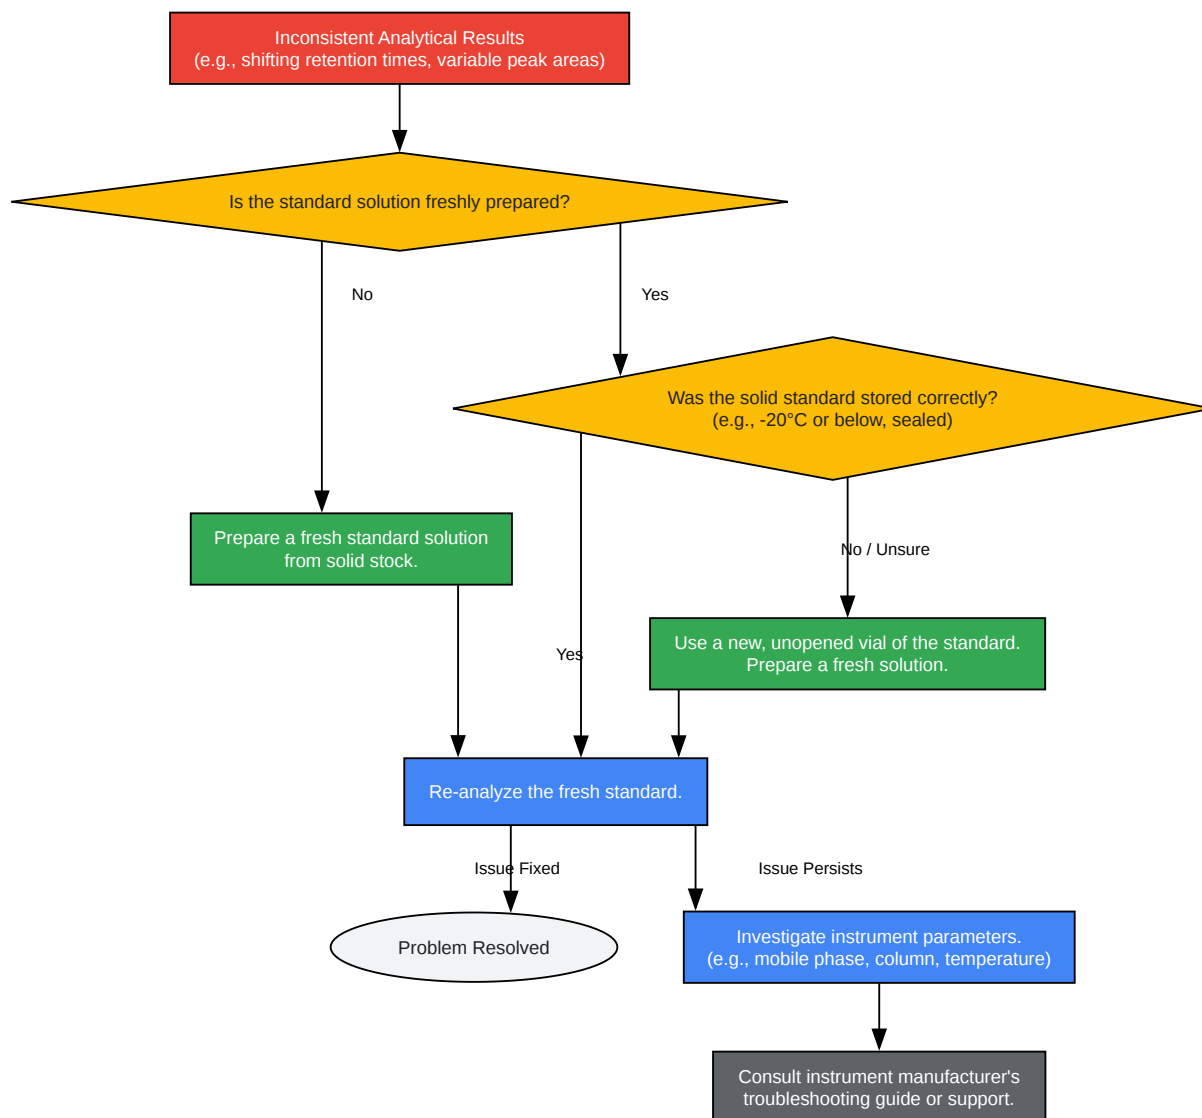 Inconsistent Analytical Results
(e.g., shifting retention times, variable peak areas)
Is the standard solution freshly prepared?
No
Yes
Was the solid standard stored correctly?
(e.g., -20°C or below, sealed)
Prepare a fresh standard solution
from solid stock.
No / Unsure
Use a new, unopened vial of the standard.
Prepare a fresh solution.
Yes
Re-analyze the fresh standard.
Issue Fixed
Issue Persists
Problem Resolved
Investigate instrument parameters.
(e.g., mobile phase, column, temperature)
Consult instrument manufacturer's
troubleshooting guide or support.